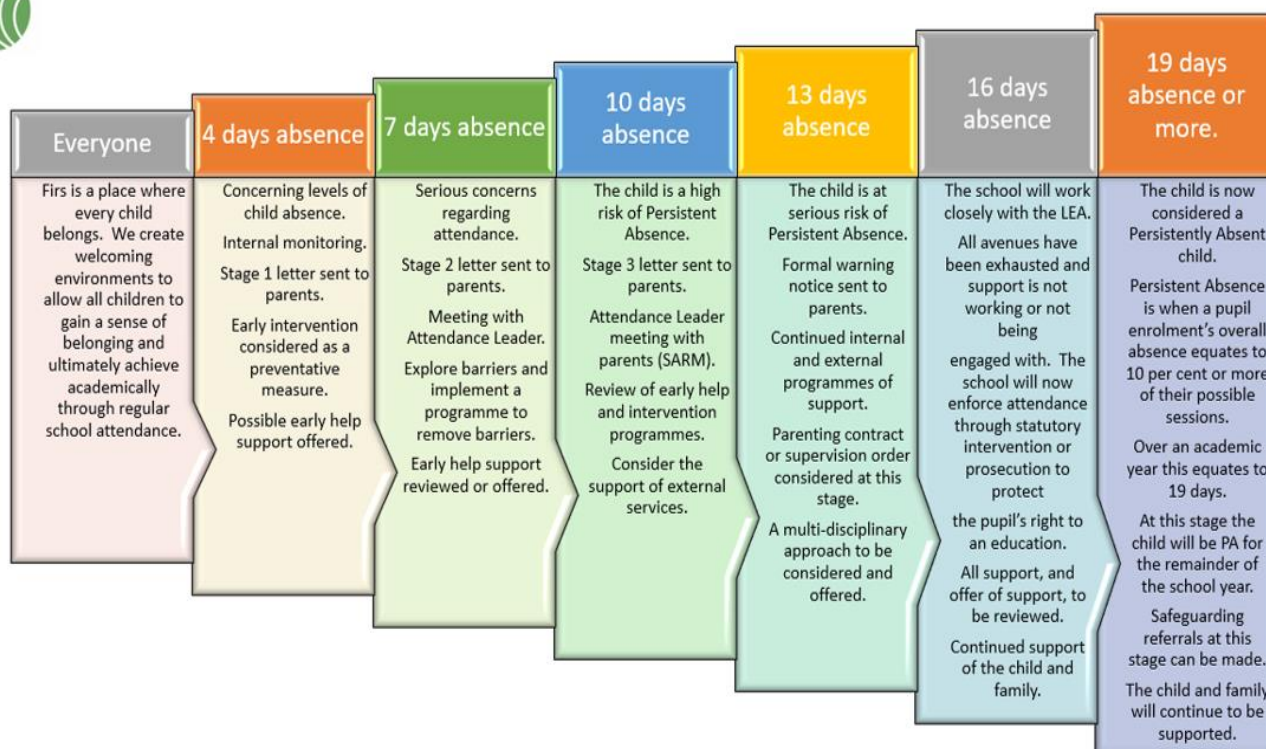 Everyone
Firs is a place where
every child
belongs. We create
welcoming
environments to
allow all children to
gain a sense of
belonging and
ultimately achieve
academically
through regular
school attendance.
4 days absence
Concerning levels of
child absence.
Internal monitoring.
Stage 1 letter sent to
parents.
Early intervention
considered as a
preventative
measure.
Possible early help
support offered.
7 days absence
Serious concerns
regarding
attendance.
Stage 2 letter sent to
parents.
Meeting with
Attendance Leader.
Explore barriers and
implement a
programme to
remove barriers.
Early help support
reviewed or offered.
10 days
absence
The child is a high
risk of Persistent
Absence.
Stage 3 letter sent to
parents.
Attendance Leader
meeting with
parents (SARM).
Review of early help
and intervention
programmes.
Consider the
support of external
services.
13 days
absence
The child is at
serious risk of
Persistent Absence.
Formal warning
notice sent to
parents.
Continued internal
and external
programmes of
support.
Parenting contract
or supervision order
considered at this
stage.
A multi-disciplinary
approach to be
considered and
offered.
16 days
absence
The school will work
closely with the LEA.
All avenues have
been exhausted and
support is not
working or not
being
engaged with. The
school will now
enforce attendance
through statutory
intervention or
prosecution to
protect
the pupil's right to
an education.
All support, and
offer of support, to
be reviewed.
Continued support
of the child and
family.
19 days
absence or
more.
The child is now
considered a
Persistently Absent
child.
Persistent Absence
is when a pupil
enrolment's overall
absence equates to
10 per cent or more
of their possible
sessions.
Over an academic
year this equates to
19 days.
At this stage the
child will be PA for
the remainder of
the school year.
Safeguarding
referrals at this
stage can be made.
The child and family
will continue to be
supported.